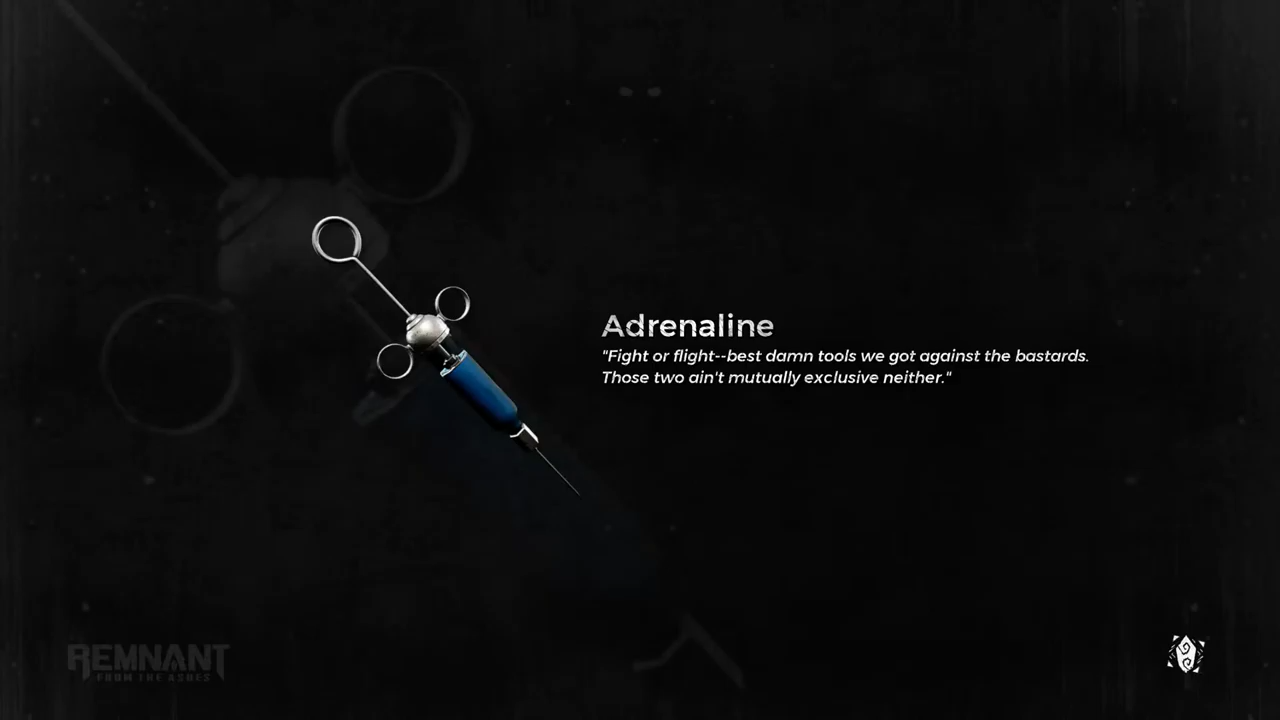 Adrenaline
"Fight or flight--best damn tools we got against the bastards.
Those two ain't mutually exclusive neither."
REMNANT
FROM THE ASHES